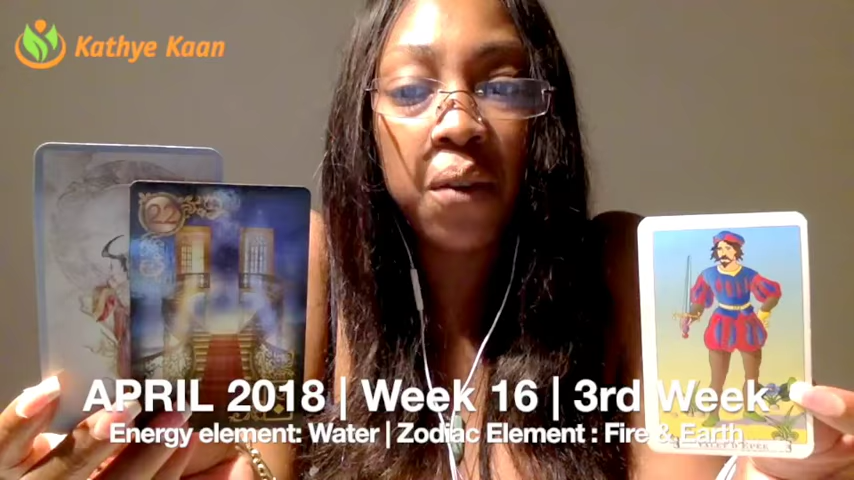 Kathye Kaan
22
APRIL 2018 | Week 16 | 3rd Week
Energy element: Water | Zodiac Element : Fire & Earth